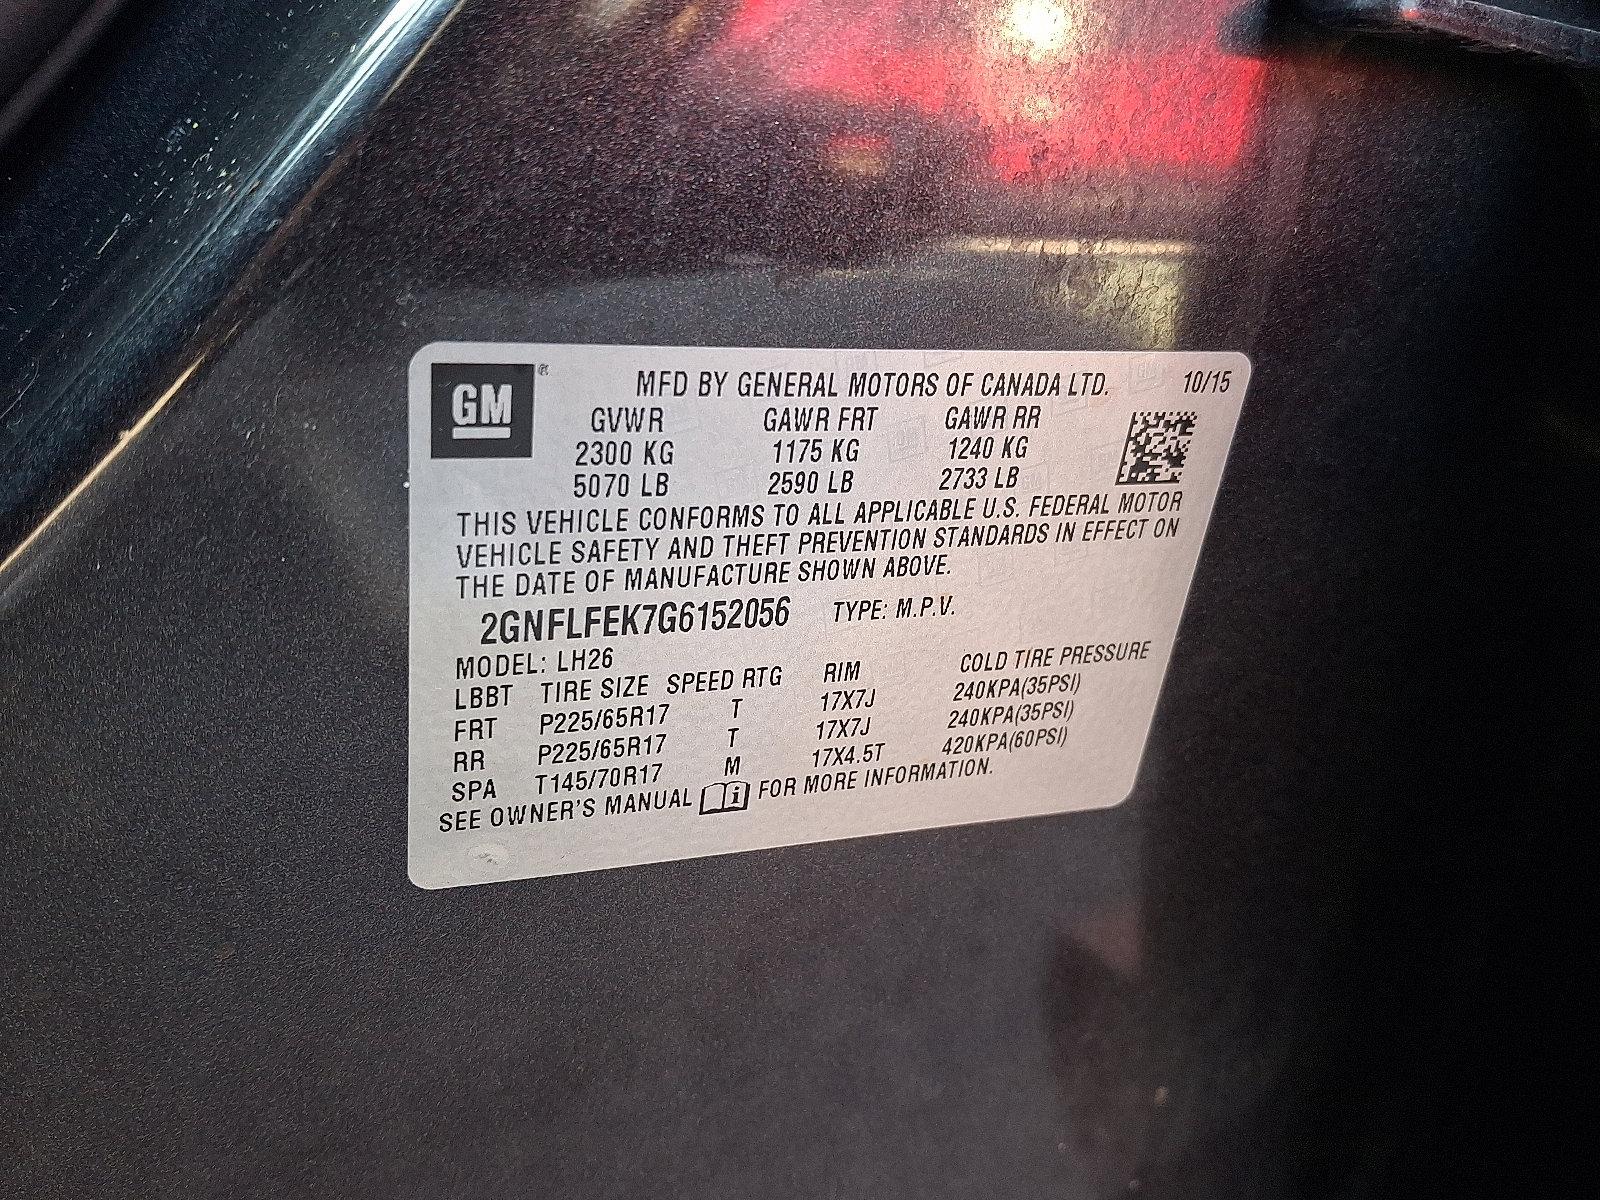 GM®
MFD BY GENERAL MOTORS OF CANADA LTD. 10/15
GVWR GAWR FRT GAWR RR
2300 KG 1175 KG 1240 KG
5070 LB 2590 LB 2733 LB
THIS VEHICLE CONFORMS TO ALL APPLICABLE U.S. FEDERAL MOTOR
VEHICLE SAFETY AND THEFT PREVENTION STANDARDS IN EFFECT ON
THE DATE OF MANUFACTURE SHOWN ABOVE.
2GNFLFEK7G6152056 TYPE: M.P.V.
MODEL: LH26
LBBT TIRE SIZE SPEED RTG RIM COLD TIRE PRESSURE
FRT P225/65R17 T 17X7J 240KPA(35PSI)
RR P225/65R17 T 17X7J 240KPA(35PSI)
SPA T145/70R17 M 17X4.5T 420KPA(60PSI)
SEE OWNER'S MANUAL i FOR MORE INFORMATION.